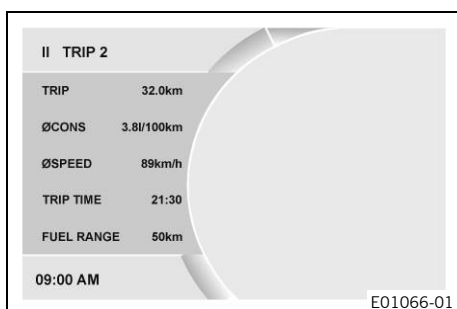 II TRIP 2
TRIP 32.0km
ØCONS 3.8l/100km
ØSPEED 89km/h
TRIP TIME 21:30
FUEL RANGE 50km
09:00 AM
E01066-01